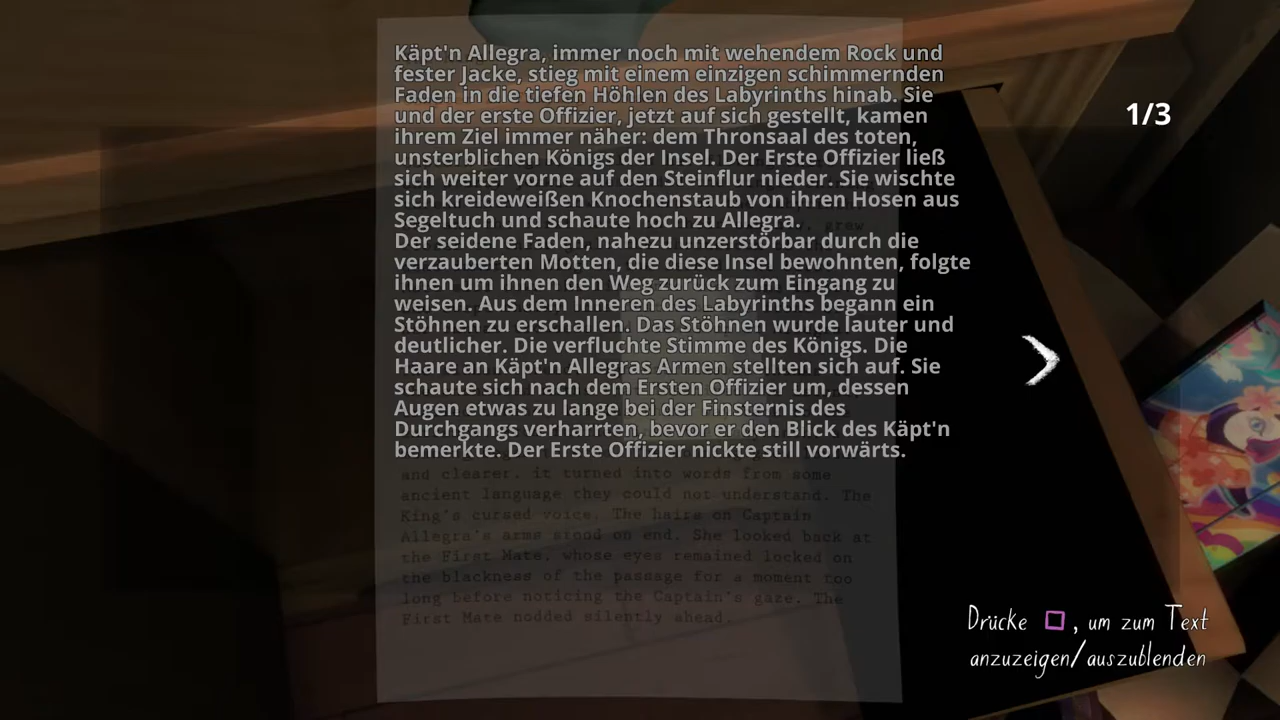 Käpt'n Allegra, immer noch mit wehendem Rock und
fester Jacke, stieg mit einem einzigen schimmernden
Faden in die tiefen Höhlen des Labyrinths hinab. Sie
und der erste Offizier, jetzt auf sich gestellt, kamen
ihrem Ziel immer näher: dem Thronsaal des toten,
unsterblichen Königs der Insel. Der Erste Offizier ließ
sich weiter vorne auf den Steinflur nieder. Sie wischte
sich kreideweißen Knochenstaub von ihren Hosen aus
Segeltuch und schaute hoch zu Allegra.
Der seidene Faden, nahezu unzerstörbar durch die
verzauberten Motten, die diese Insel bewohnten, folgte
ihnen um ihnen den Weg zurück zum Eingang zu
weisen. Aus dem Inneren des Labyrinths begann ein
Stöhnen zu erschallen. Das Stöhnen wurde lauter und
deutlicher. Die verfluchte Stimme des Königs. Die
Haare an Käpt'n Allegras Armen stellten sich auf. Sie
schaute sich nach dem Ersten Offizier um, dessen
Augen etwas zu lange bei der Finsternis des
Durchgangs verharrten, bevor er den Blick des Käpt'n
bemerkte. Der Erste Offizier nickte still vorwärts.
and clearer, it turned into words from some
ancient language they could not understand. The
King's cursed voice. The hairs on Captain
Allegra's arms stood on end. She looked back at
the First Mate, whose eyes remained locked on
the blackness of the passage for a moment too
long before noticing the Captain's gaze. The
First Mate nodded silently ahead.
1/3
Drücke , um zum Text
anzuzeigen/auszublenden